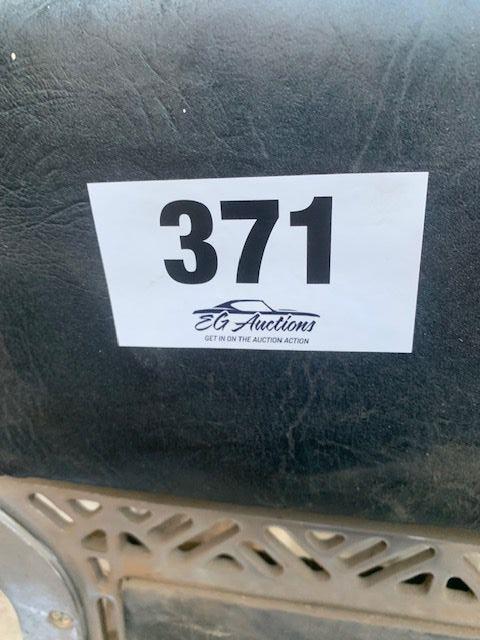 371
EG Auctions
GET IN ON THE AUCTION ACTION